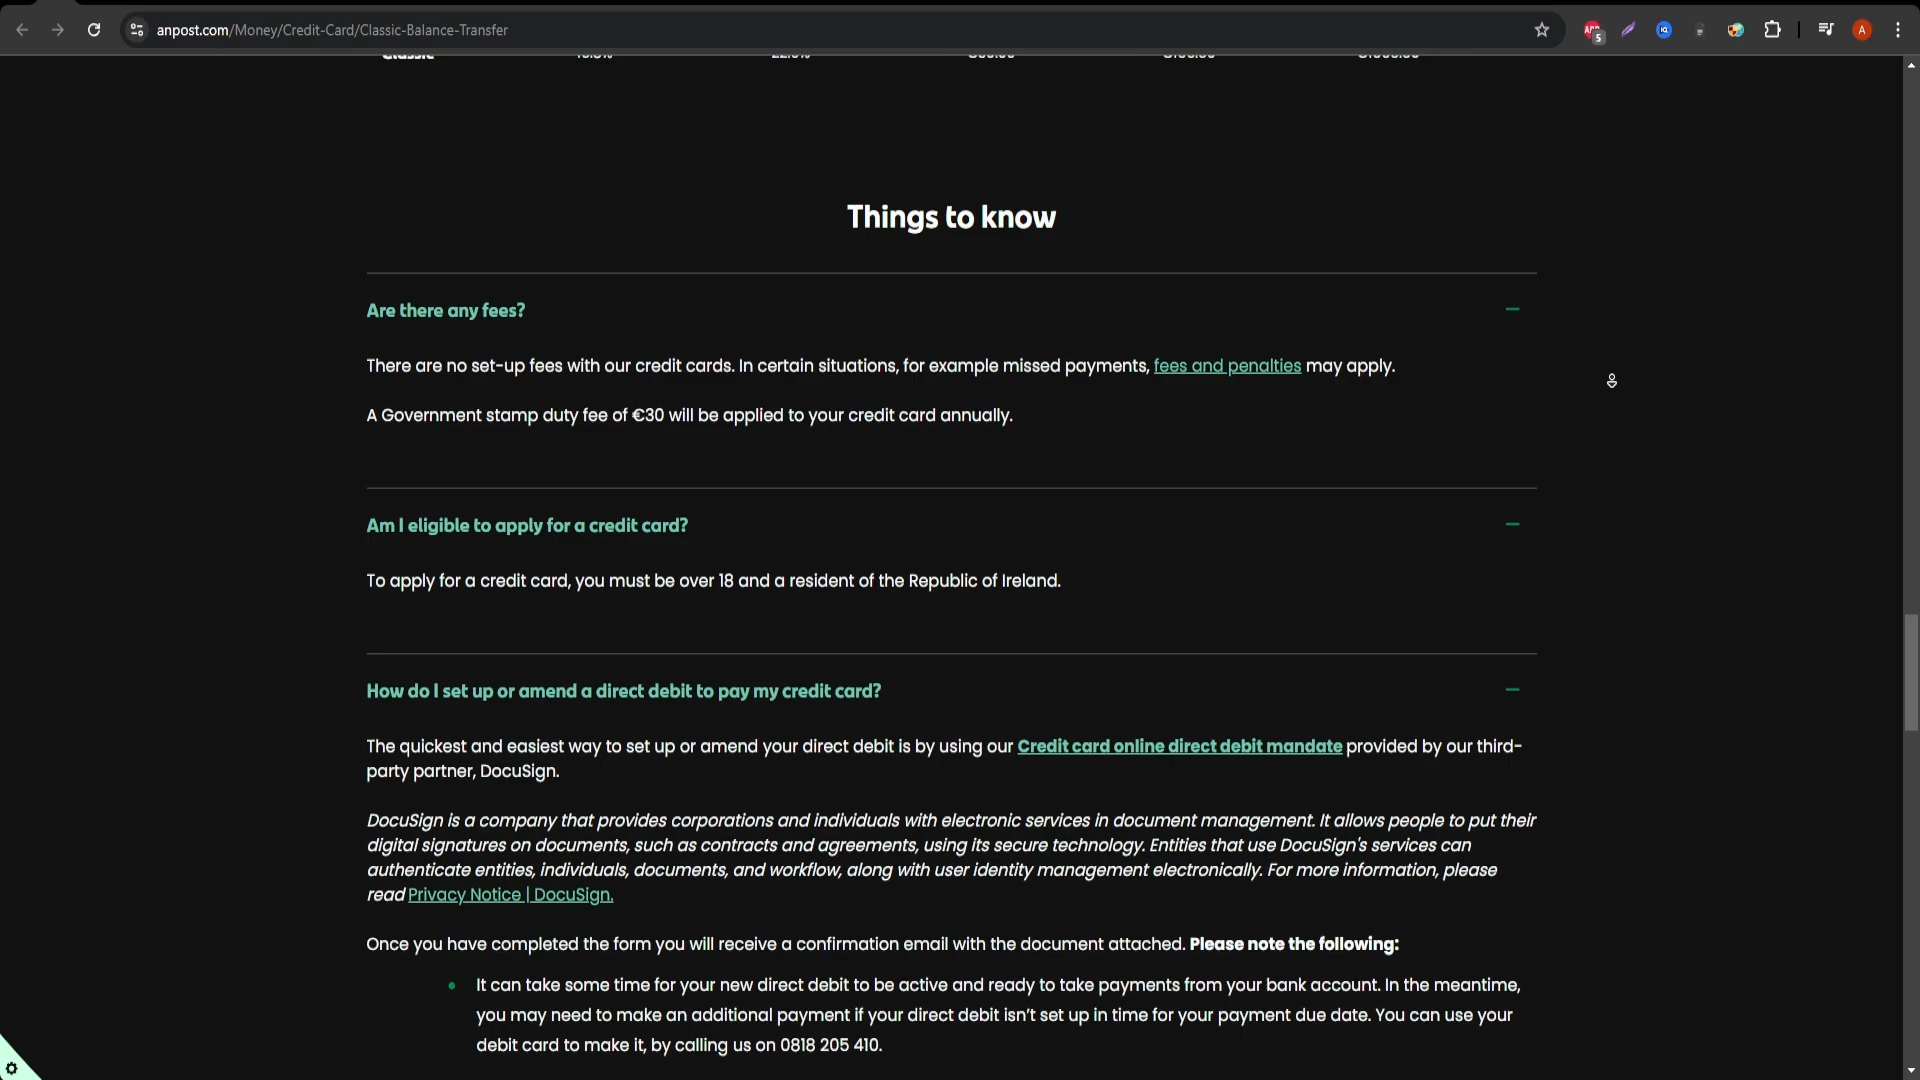 anpost.com/Money/Credit-Card/Classic-Balance-Transfer
ABP
5
A
Classic
Things to know
Are there any fees?
There are no set-up fees with our credit cards. In certain situations, for example missed payments, fees and penalties may apply.
A Government stamp duty fee of €30 will be applied to your credit card annually.
Am I eligible to apply for a credit card?
To apply for a credit card, you must be over 18 and a resident of the Republic of Ireland.
How do I set up or amend a direct debit to pay my credit card?
The quickest and easiest way to set up or amend your direct debit is by using our Credit card online direct debit mandate provided by our third-
party partner, DocuSign.
DocuSign is a company that provides corporations and individuals with electronic services in document management. It allows people to put their
digital signatures on documents, such as contracts and agreements, using its secure technology. Entities that use DocuSign's services can
authenticate entities, individuals, documents, and workflow, along with user identity management electronically. For more information, please
read Privacy Notice | DocuSign.
Once you have completed the form you will receive a confirmation email with the document attached. Please note the following:
It can take some time for your new direct debit to be active and ready to take payments from your bank account. In the meantime,
you may need to make an additional payment if your direct debit isn’t set up in time for your payment due date. You can use your
debit card to make it, by calling us on 0818 205 410.